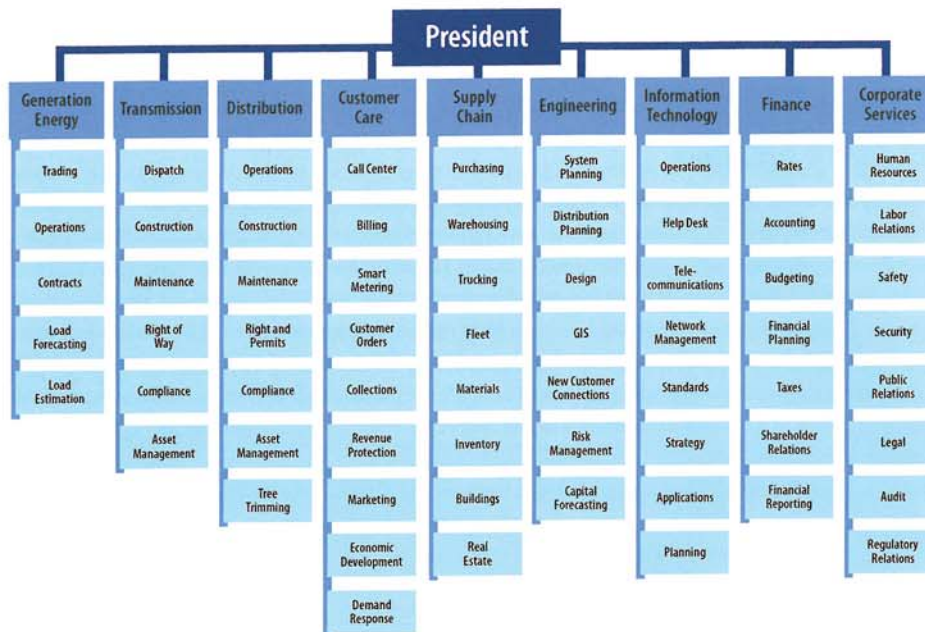 President
Generation
Energy
Trading
Operations
Contracts
Load
Forecasting
Load
Estimation
Transmission
Dispatch
Construction
Maintenance
Right of
Way
Compliance
Asset
Management
Distribution
Operations
Construction
Maintenance
Right and
Permits
Compliance
Asset
Management
Tree
Trimming
Customer
Care
Call Center
Billing
Smart
Metering
Customer
Orders
Collections
Revenue
Protection
Marketing
Economic
Development
Demand
Response
Supply
Chain
Purchasing
Warehousing
Trucking
Fleet
Materials
Inventory
Buildings
Real
Estate
Engineering
System
Planning
Distribution
Planning
Design
GIS
New Customer
Connections
Risk
Management
Capital
Forecasting
Information
Technology
Operations
Help Desk
Tele-
communications
Network
Management
Standards
Strategy
Applications
Planning
Finance
Rates
Accounting
Budgeting
Financial
Planning
Taxes
Shareholder
Relations
Financial
Reporting
Corporate
Services
Human
Resources
Labor
Relations
Safety
Security
Public
Relations
Legal
Audit
Regulatory
Relations